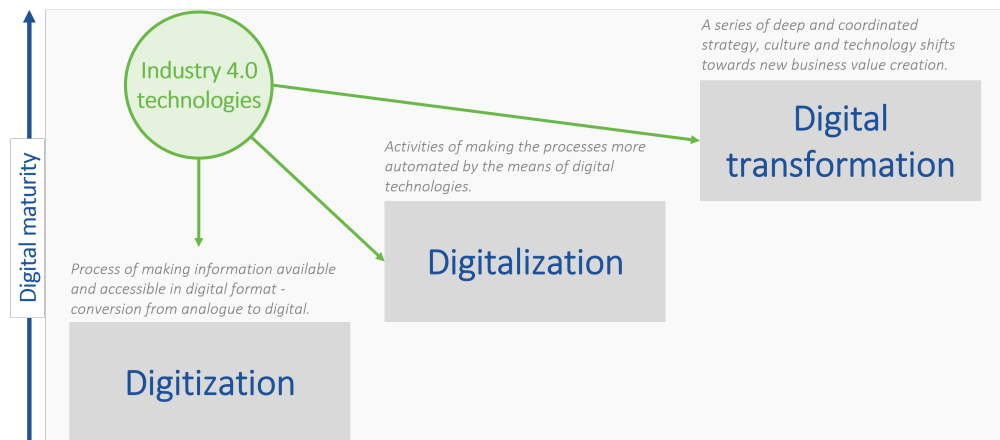 A series of deep and coordinated
strategy, culture and technology shifts
towards new business value creation.
Industry 4.0
technologies
Digital
transformation
Activities of making the processes more
automated by the means of digital
technologies.
Digital maturity
Digitalization
Process of making information available
and accessible in digital format -
conversion from analogue to digital.
Digitization